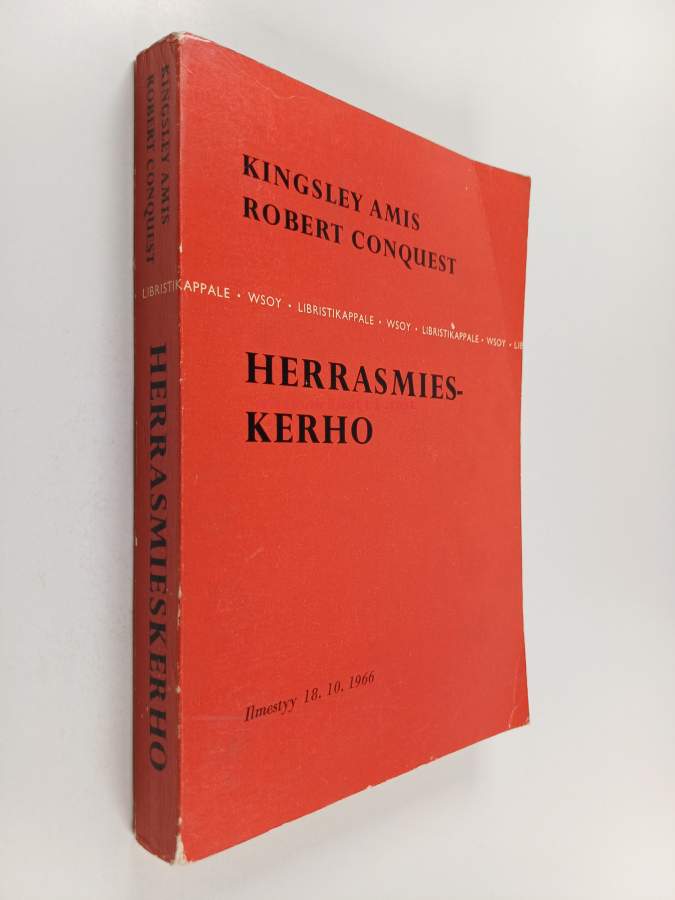 KINGSLEY AMIS
ROBERT CONQUEST
HERRASMIESKERHO
KINGSLEY AMIS
ROBERT CONQUEST
· LIBRISTIKAPPALE · WSOY · LIBRISTIKAPPALE · WSOY · LIBRISTIKAPPALE · WSOY · LIB
HERRASMIES-
KERHO
Ilmestyy 18. 10. 1966